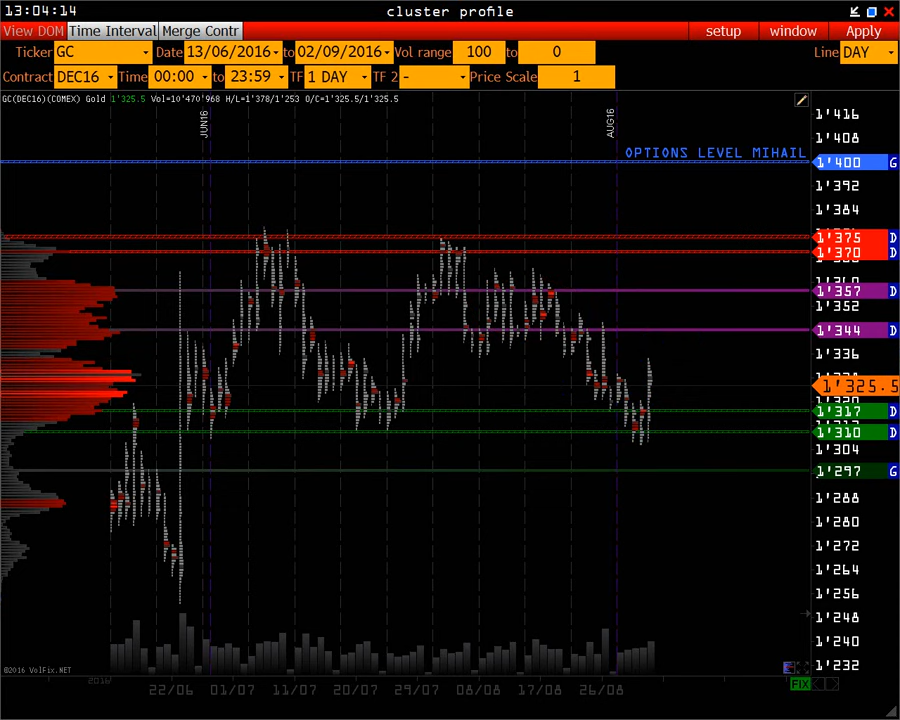 13:04:14 cluster profile
View DOM Time Interval Merge Contr setup window Apply
Ticker GC Date 13/06/2016 to 02/09/2016 Vol range 100 to 0 Line DAY
Contract DEC16 Time 00:00 to 23:59 TF 1 DAY TF 2 - Price Scale 1
GC(DEC16)(COMEX) Gold 1'325.5 Vol=10'470'968 H/L=1'378/1'253 O/C=1'325.5/1'325.5
JUN16
AUG16
1'416
1'408
OPTIONS LEVEL MIHAIL
1'400 G
1'392
1'384
1'375 D
1'370 D
1'357 D
1'352
1'344 D
1'336
1'325.5
1'317 D
1'310 D
1'304
1'297 G
1'288
1'280
1'272
1'264
1'256
1'248
1'240
1'232
©2016 VolFix.NET
FIX
2016
22/06 01/07 11/07 20/07 29/07 08/08 17/08 26/08